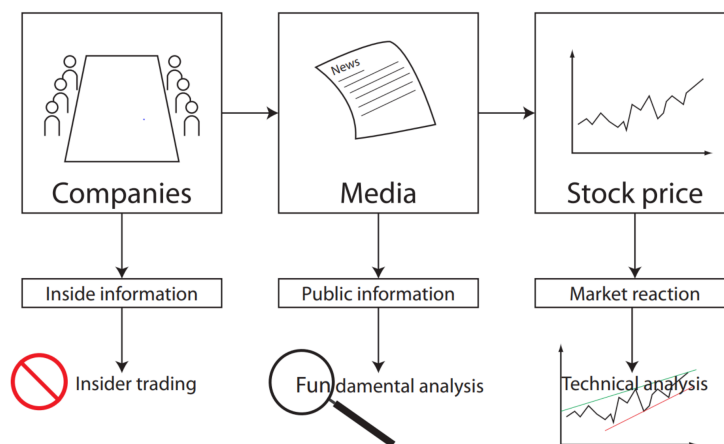 News
Companies
Media
Stock price
Inside information
Public information
Market reaction
Insider trading
Fundamental analysis
Technical analysis